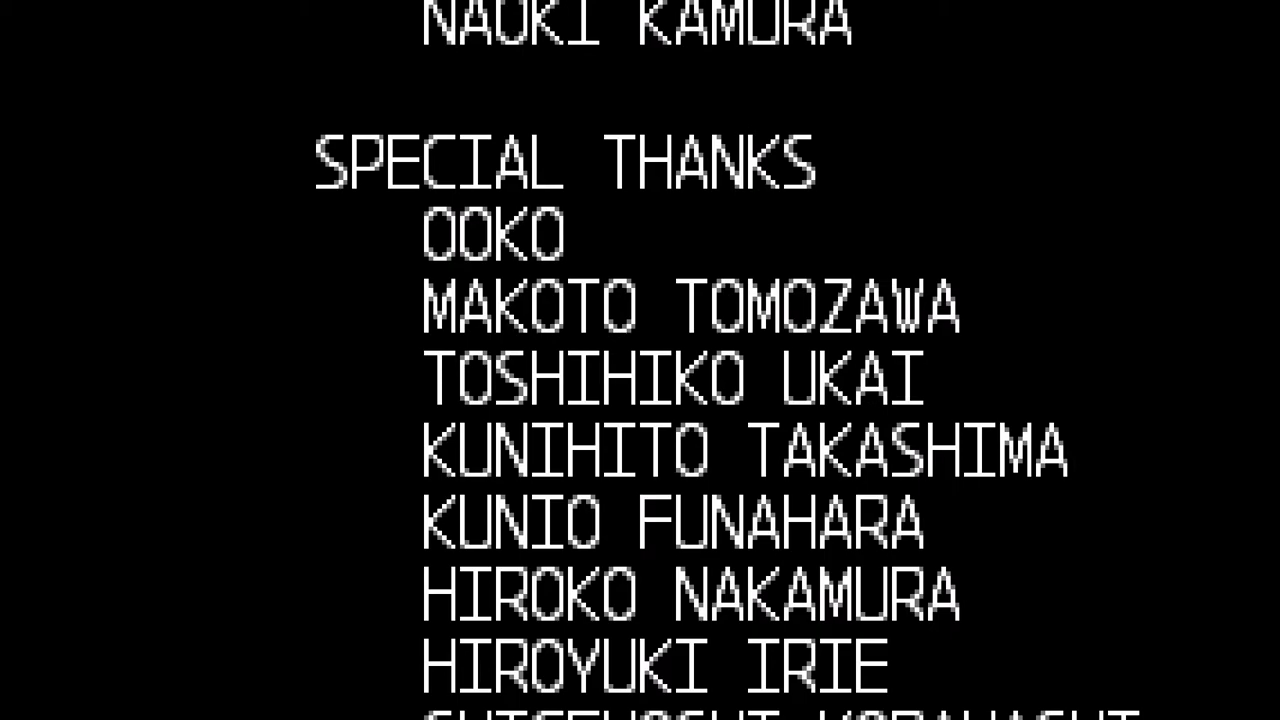 NAOKI KAMURA
SPECIAL THANKS
OOKO
MAKOTO TOMOZAWA
TOSHIHIKO UKAI
KUNIHITO TAKASHIMA
KUNIO FUNAHARA
HIROKO NAKAMURA
HIROYUKI IRIE